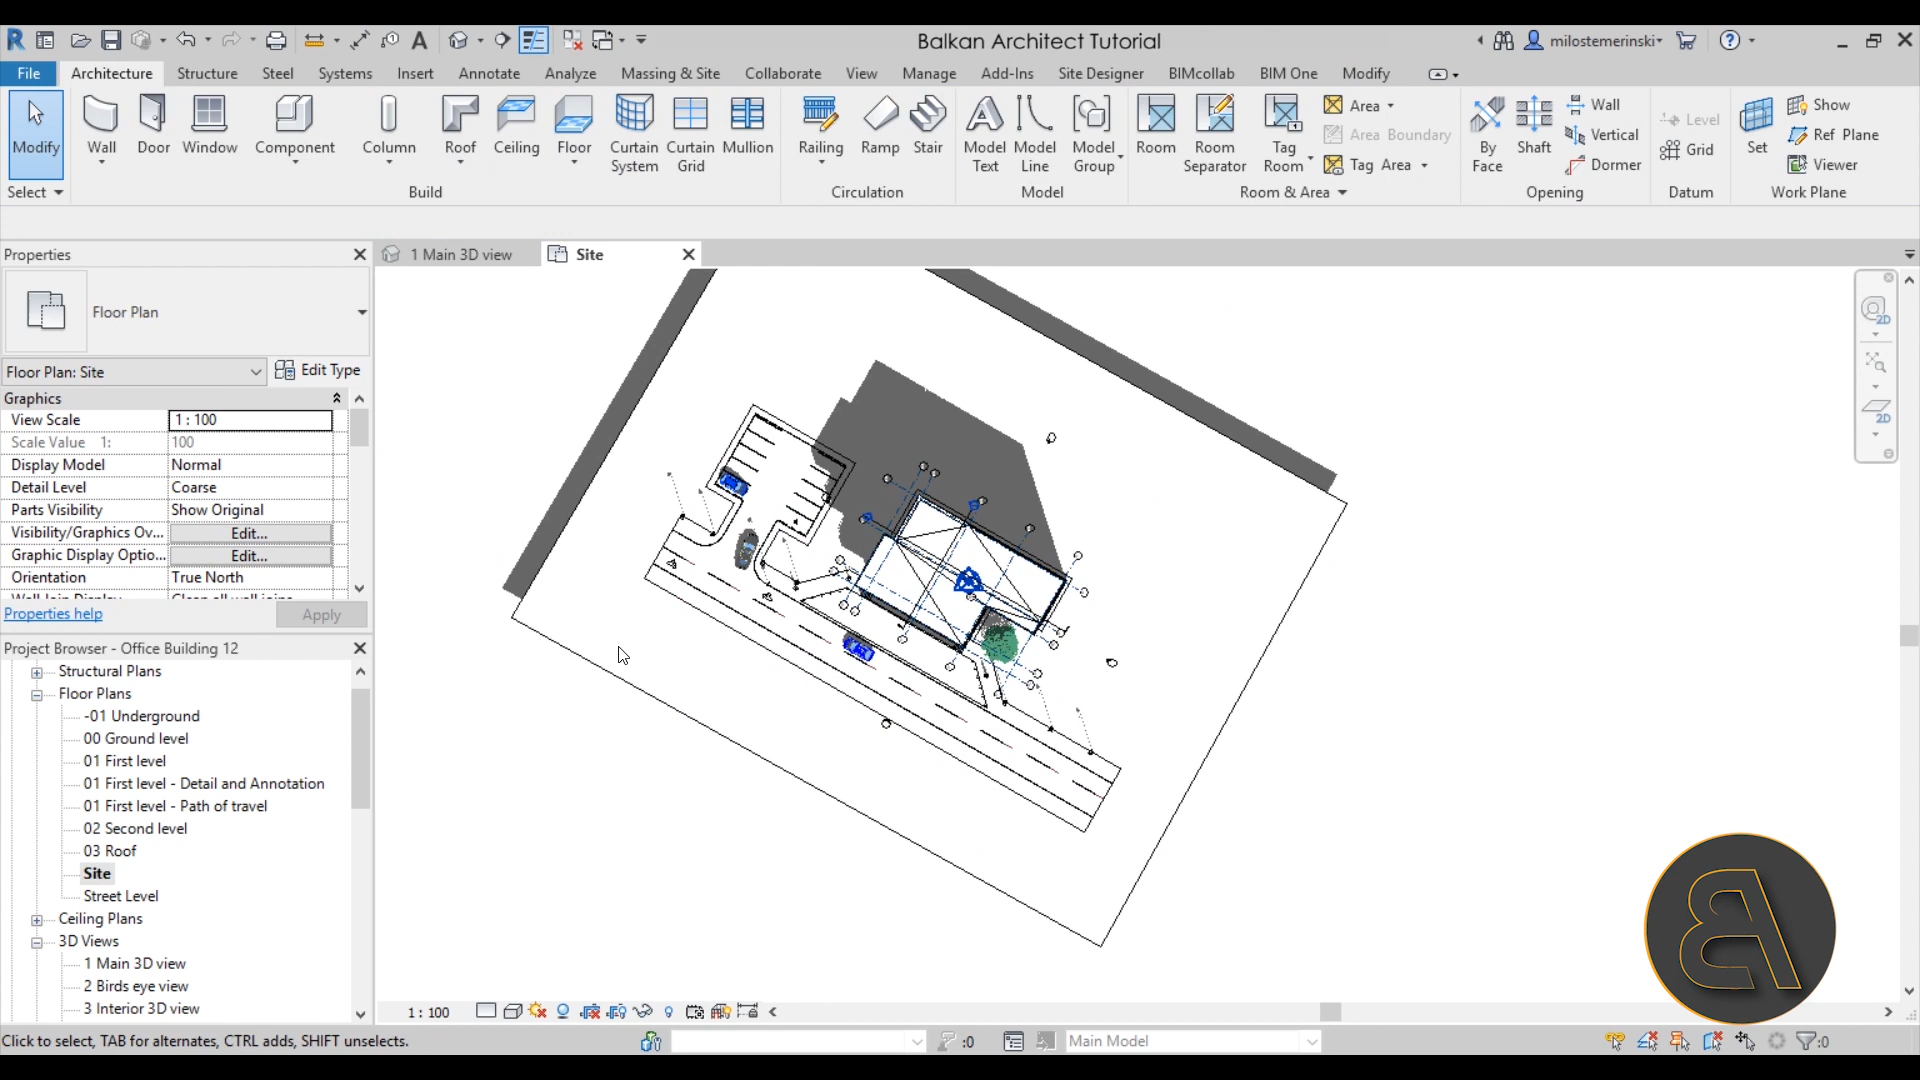 Balkan Architect Tutorial
milostemerinski
File Architecture Structure Steel Systems Insert Annotate Analyze Massing & Site Collaborate View Manage Add-Ins Site Designer BIMcollab BIM One Modify
Modify Wall Door Window Component Column Roof Ceiling Floor Curtain System Curtain Grid Mullion Railing Ramp Stair Model Text Model Line Model Group Room Room Separator Tag Room Area Area Boundary Tag Area By Face Shaft Wall Vertical Dormer Level Grid Set Show Ref Plane Viewer
Select Build Circulation Model Room & Area Opening Datum Work Plane
Properties
1 Main 3D view
Site
Floor Plan
Floor Plan: Site
Edit Type
Graphics
View Scale 1 : 100
Scale Value 1: 100
Display Model Normal
Detail Level Coarse
Parts Visibility Show Original
Visibility/Graphics Ov... Edit...
Graphic Display Optio... Edit...
Orientation True North
Wall Join Display Clean all wall joins
Properties help Apply
Project Browser - Office Building 12
Structural Plans
Floor Plans
-01 Underground
00 Ground level
01 First level
01 First level - Detail and Annotation
01 First level - Path of travel
02 Second level
03 Roof
Site
Street Level
Ceiling Plans
3D Views
1 Main 3D view
2 Birds eye view
3 Interior 3D view
1 : 100
Click to select, TAB for alternates, CTRL adds, SHIFT unselects.
:0
Main Model
:0
2D
2D